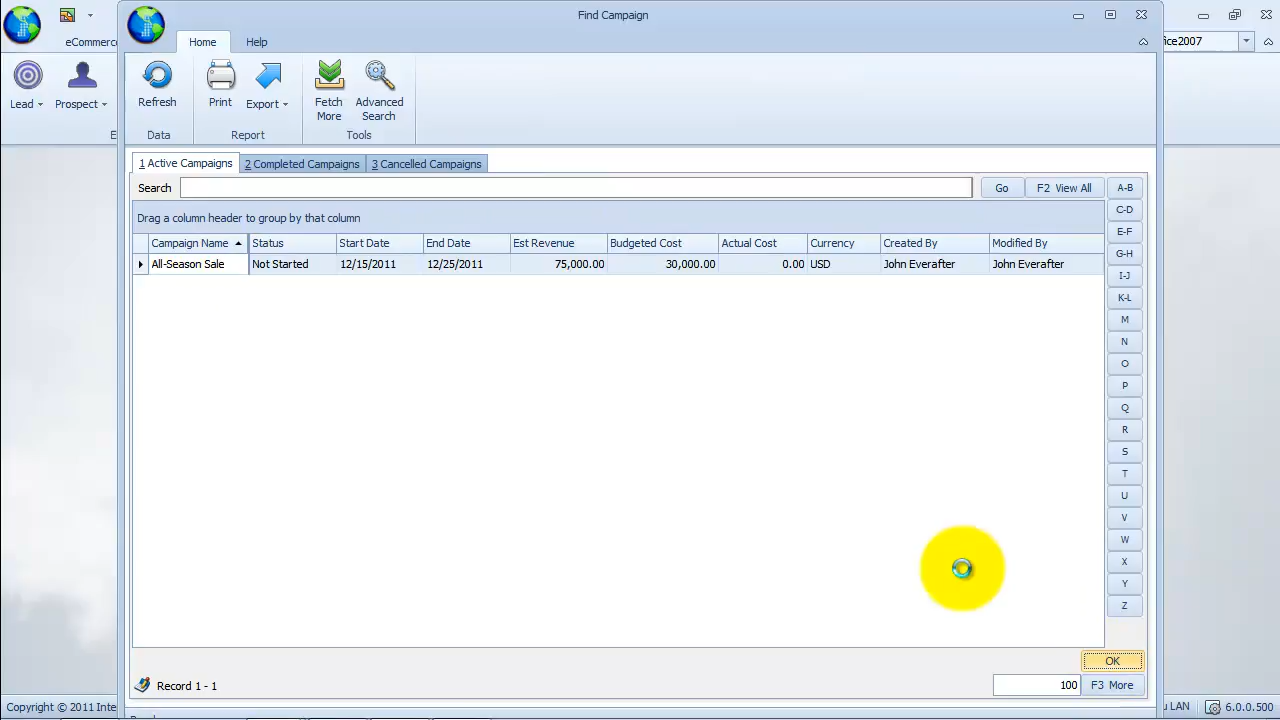 Find Campaign
eCommerc
Home
Help
fice2007
Lead
Prospect
Refresh
Print
Export
Fetch More
Advanced Search
E
Data
Report
Tools
1 Active Campaigns
2 Completed Campaigns
3 Cancelled Campaigns
Search
Go
F2 View All
Drag a column header to group by that column
Campaign Name
Status
Start Date
End Date
Est Revenue
Budgeted Cost
Actual Cost
Currency
Created By
Modified By
All-Season Sale
Not Started
12/15/2011
12/25/2011
75,000.00
30,000.00
0.00
USD
John Everafter
John Everafter
A-B
C-D
E-F
G-H
I-J
K-L
M
N
O
P
Q
R
S
T
U
V
W
X
Y
Z
OK
Record 1 - 1
100
F3 More
Copyright © 2011 Inte
u LAN
6.0.0.500